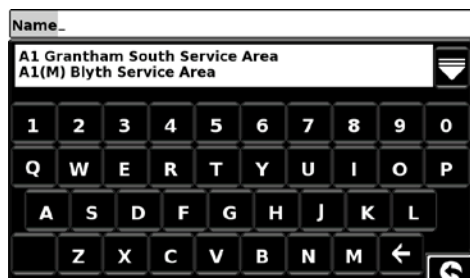 Name_
A1 Grantham South Service Area
A1(M) Blyth Service Area
1 2 3 4 5 6 7 8 9 0
Q W E R T Y U I O P
A S D F G H J K L
Z X C V B N M ←